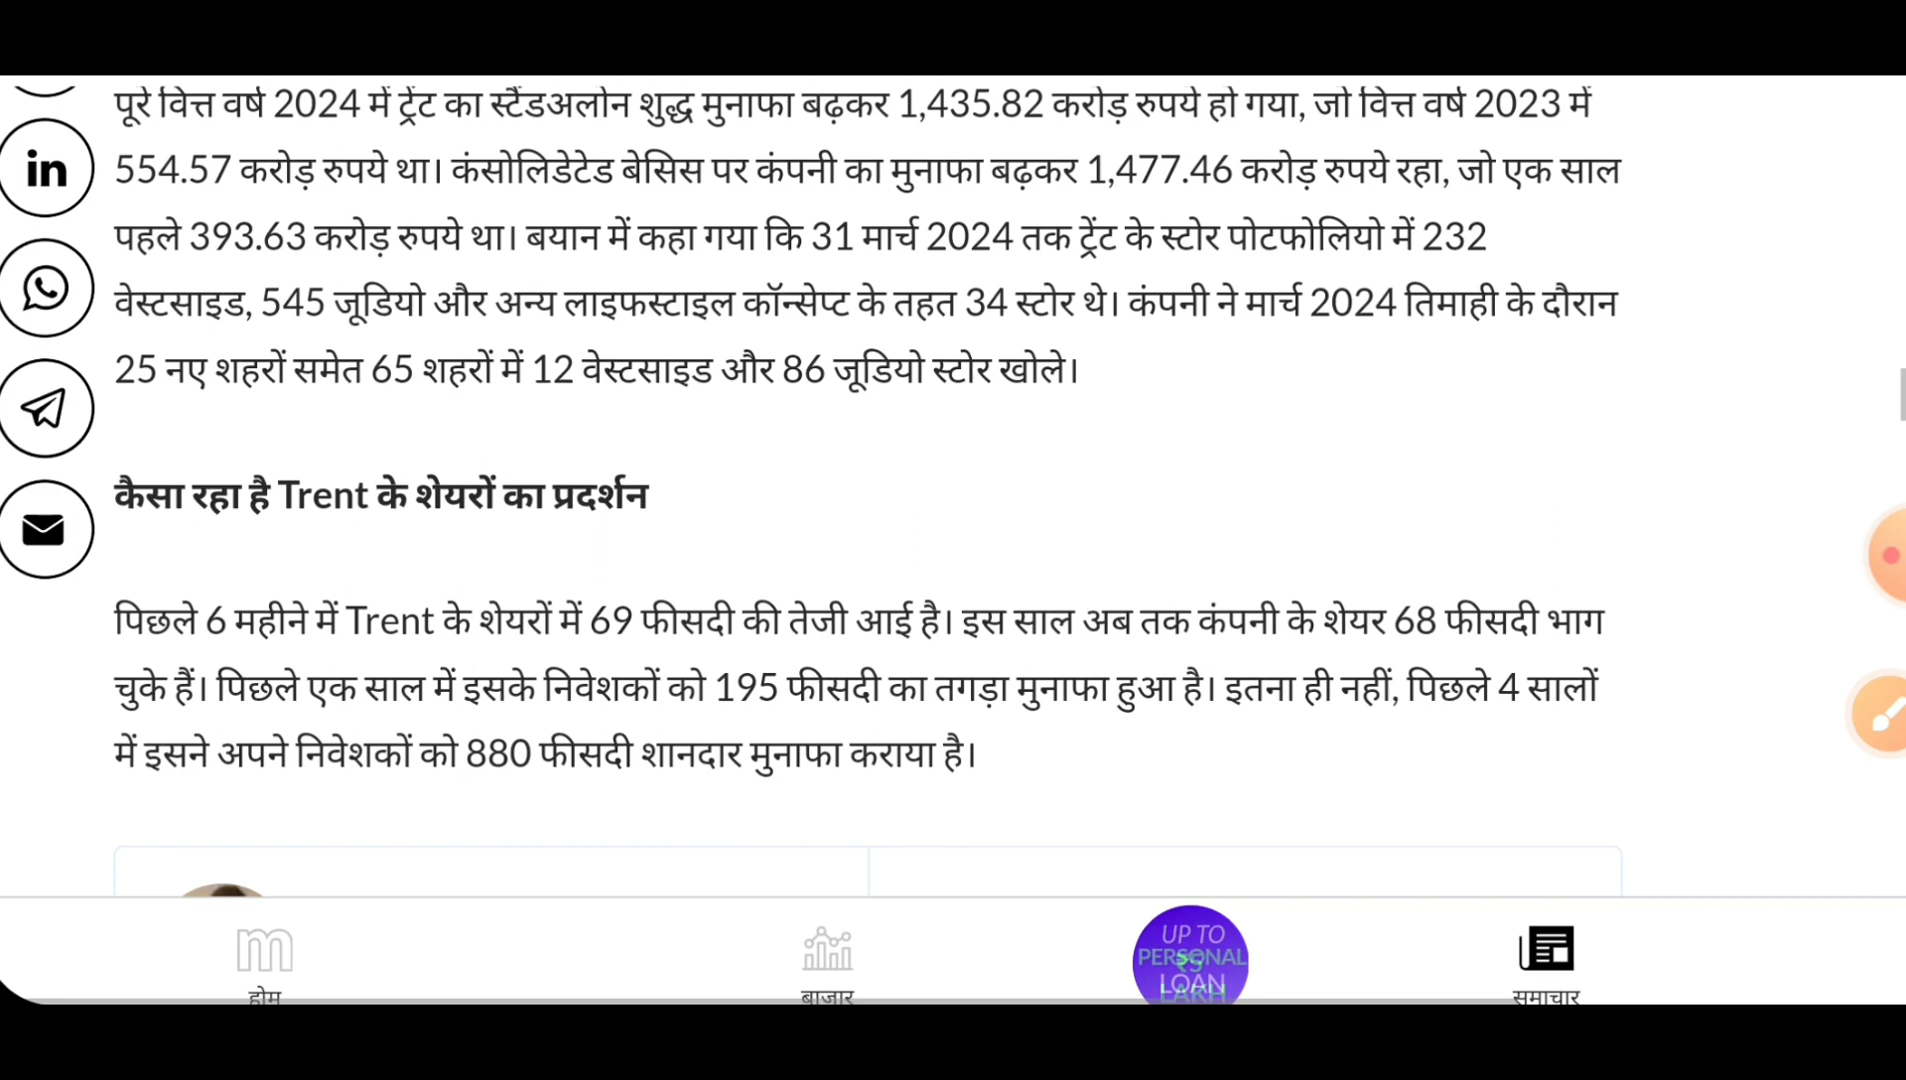 पूरे वित्त वर्ष 2024 में ट्रेंट का स्टैंडअलोन शुद्ध मुनाफा बढ़कर 1,435.82 करोड़ रुपये हो गया, जो वित्त वर्ष 2023 में
554.57 करोड़ रुपये था। कंसोलिडेटेड बेसिस पर कंपनी का मुनाफा बढ़कर 1,477.46 करोड़ रुपये रहा, जो एक साल
पहले 393.63 करोड़ रुपये था। बयान में कहा गया कि 31 मार्च 2024 तक ट्रेंट के स्टोर पोटफोलियो में 232
वेस्टसाइड, 545 जूडियो और अन्य लाइफस्टाइल कॉन्सेप्ट के तहत 34 स्टोर थे। कंपनी ने मार्च 2024 तिमाही के दौरान
25 नए शहरों समेत 65 शहरों में 12 वेस्टसाइड और 86 जूडियो स्टोर खोले।
कैसा रहा है Trent के शेयरों का प्रदर्शन
पिछले 6 महीने में Trent के शेयरों में 69 फीसदी की तेजी आई है। इस साल अब तक कंपनी के शेयर 68 फीसदी भाग
चुके हैं। पिछले एक साल में इसके निवेशकों को 195 फीसदी का तगड़ा मुनाफा हुआ है। इतना ही नहीं, पिछले 4 सालों
में इसने अपने निवेशकों को 880 फीसदी शानदार मुनाफा कराया है।
in
m
UP TO
PERSONAL
₹5
LOAN
LAKH
होम
बाजार
समाचार